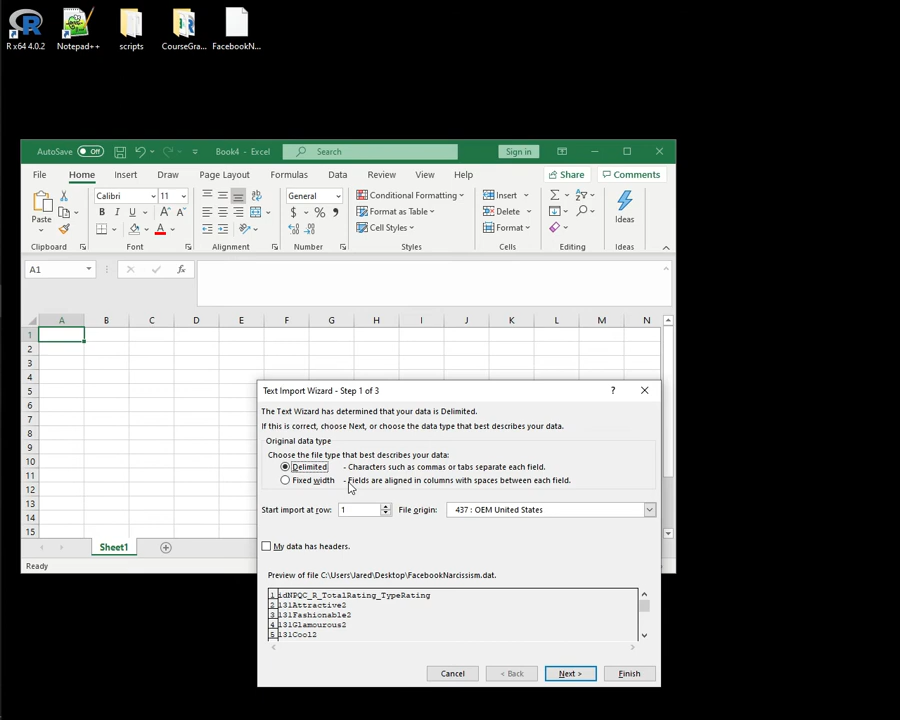 R x64 4.0.2
Notepad++
scripts
CourseGra...
FacebookN...
AutoSave Off
Book4 - Excel
Search
Sign in
File Home Insert Draw Page Layout Formulas Data Review View Help Share Comments
Paste
Calibri 11
B I U
General
$ % ,
Conditional Formatting
Format as Table
Cell Styles
Insert
Delete
Format
Ideas
Clipboard Font Alignment Number Styles Cells Editing Ideas
A1 fx
A B C D E F G H I J K L M N
1
2
3
4
5
6
7
8
9
10
11
12
13
14
15
Sheet1
Ready
Text Import Wizard - Step 1 of 3 ?
The Text Wizard has determined that your data is Delimited.
If this is correct, choose Next, or choose the data type that best describes your data.
Original data type
Choose the file type that best describes your data:
Delimited - Characters such as commas or tabs separate each field.
Fixed width - Fields are aligned in columns with spaces between each field.
Start import at row: 1 File origin: 437 : OEM United States
My data has headers.
Preview of file C:\Users\Jared\Desktop\FacebookNarcissism.dat.
1 idNPQC_R_TotalRating_TypeRating
2 131Attractive2
3 131Fashionable2
4 131Glamourous2
5 131Cool2
Cancel < Back Next > Finish